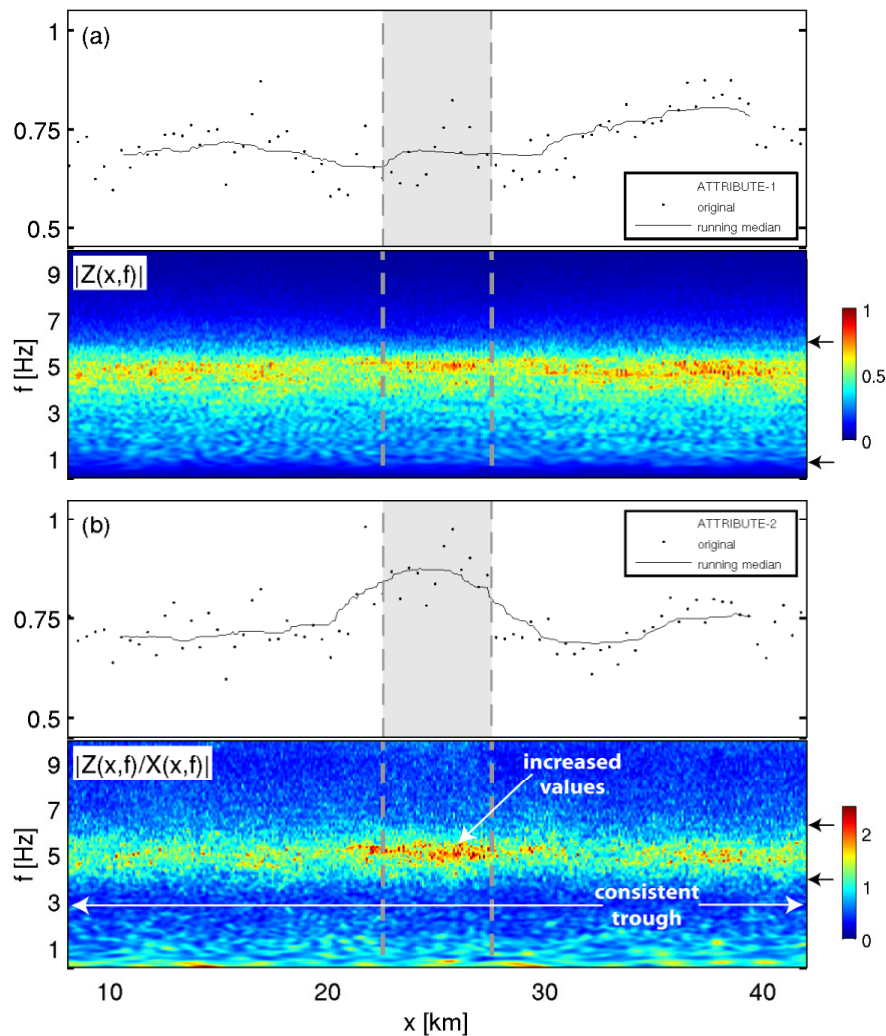 1
(a)
0.75
0.5
ATTRIBUTE-1
original
running median
|Z(x,f)|
9
7
5
3
1
f [Hz]
1
0.5
0
1
(b)
0.75
0.5
ATTRIBUTE-2
original
running median
|Z(x,f)/X(x,f)|
increased
values
9
7
5
3
1
f [Hz]
consistent
trough
2
1
0
10
20
30
40
x [km]